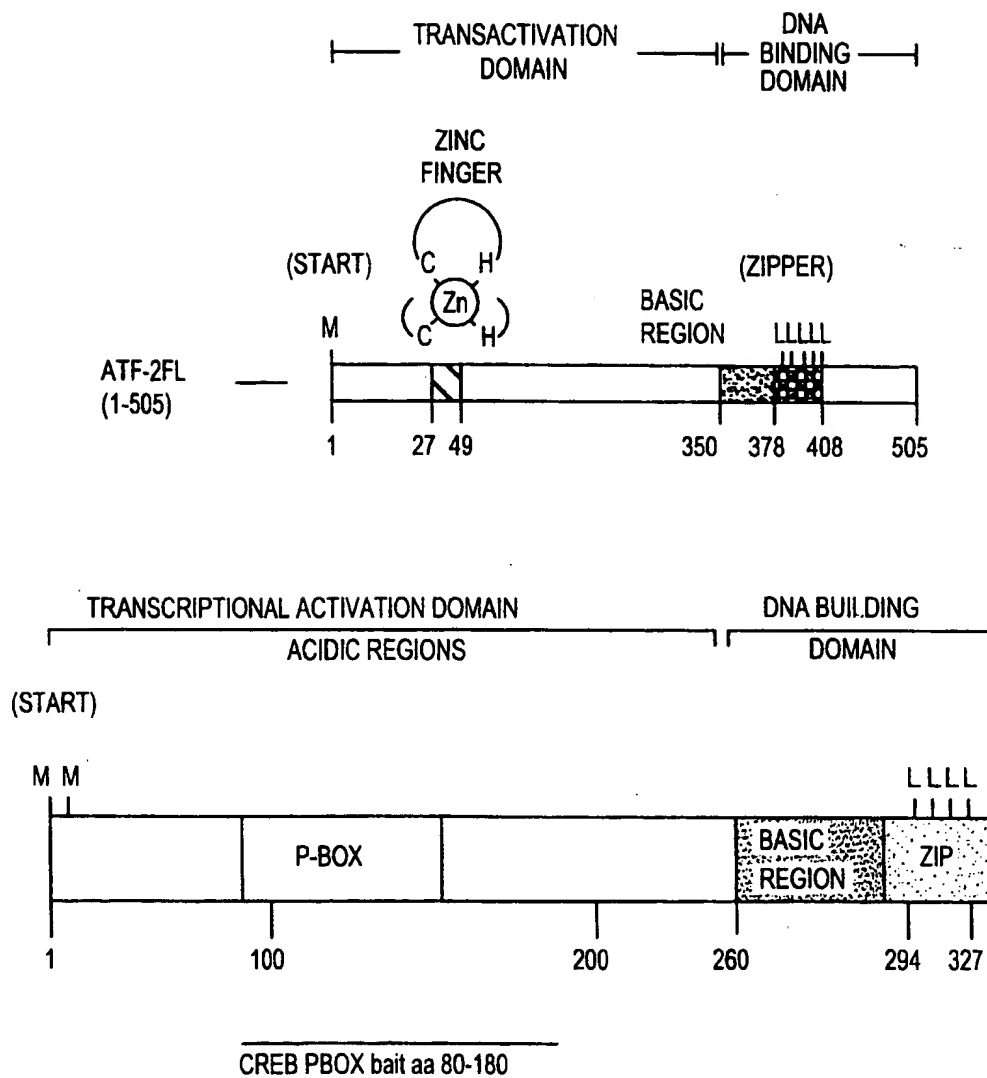 TRANSACTIVATION
DOMAIN
DNA
BINDING
DOMAIN
ZINC
FINGER
(START)
C H
Zn
C H
(ZIPPER)
BASIC
REGION
LLLLL
M
ATF-2FL
(1-505)
1 27 49 350 378 408 505
TRANSCRIPTIONAL ACTIVATION DOMAIN
ACIDIC REGIONS
DNA BUILDING
DOMAIN
(START)
M M
L L L L
P-BOX
BASIC
REGION
ZIP
1 100 200 260 294 327
CREB PBOX bait aa 80-180